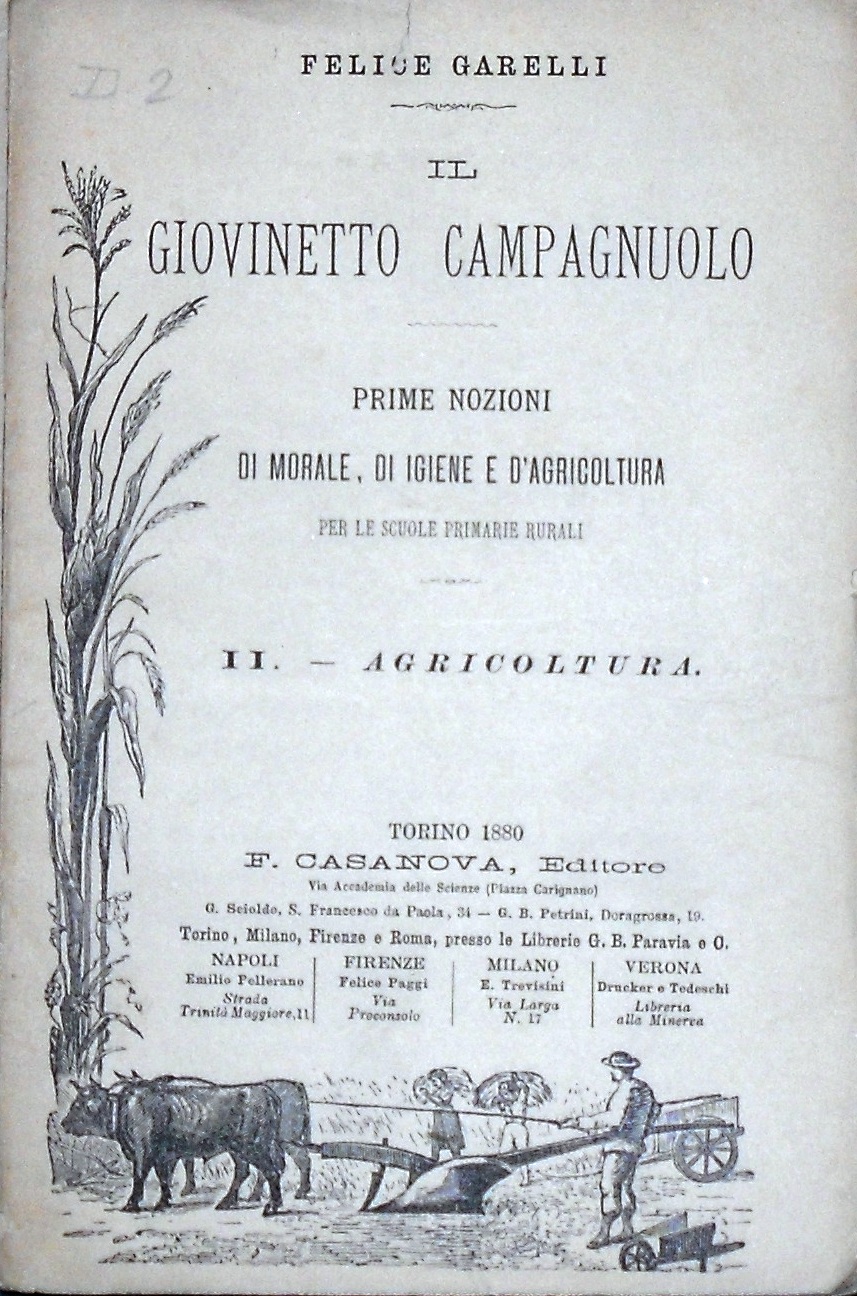 D 2
FELICE GARELLI
IL
GIOVINETTO CAMPAGNUOLO
PRIME NOZIONI
DI MORALE, DI IGIENE E D'AGRICOLTURA
PER LE SCUOLE PRIMARIE RURALI
II. — AGRICOLTURA.
TORINO 1880
F. CASANOVA, Editore
Via Accademia delle Scienze (Piazza Carignano)
G. Scioldo, S. Francesco da Paola, 34 — G. B. Petrini, Doragrossa, 19.
Torino, Milano, Firenze e Roma, presso le Librerie G. B. Paravia e C.
NAPOLI
Emilio Pellerano
Strada
Trinità Maggiore, 11
FIRENZE
Felice Paggi
Via
Proconsolo
MILANO
E. Trevisini
Via Larga
N. 17
VERONA
Drucker e Tedeschi
Libreria
alla Minerva